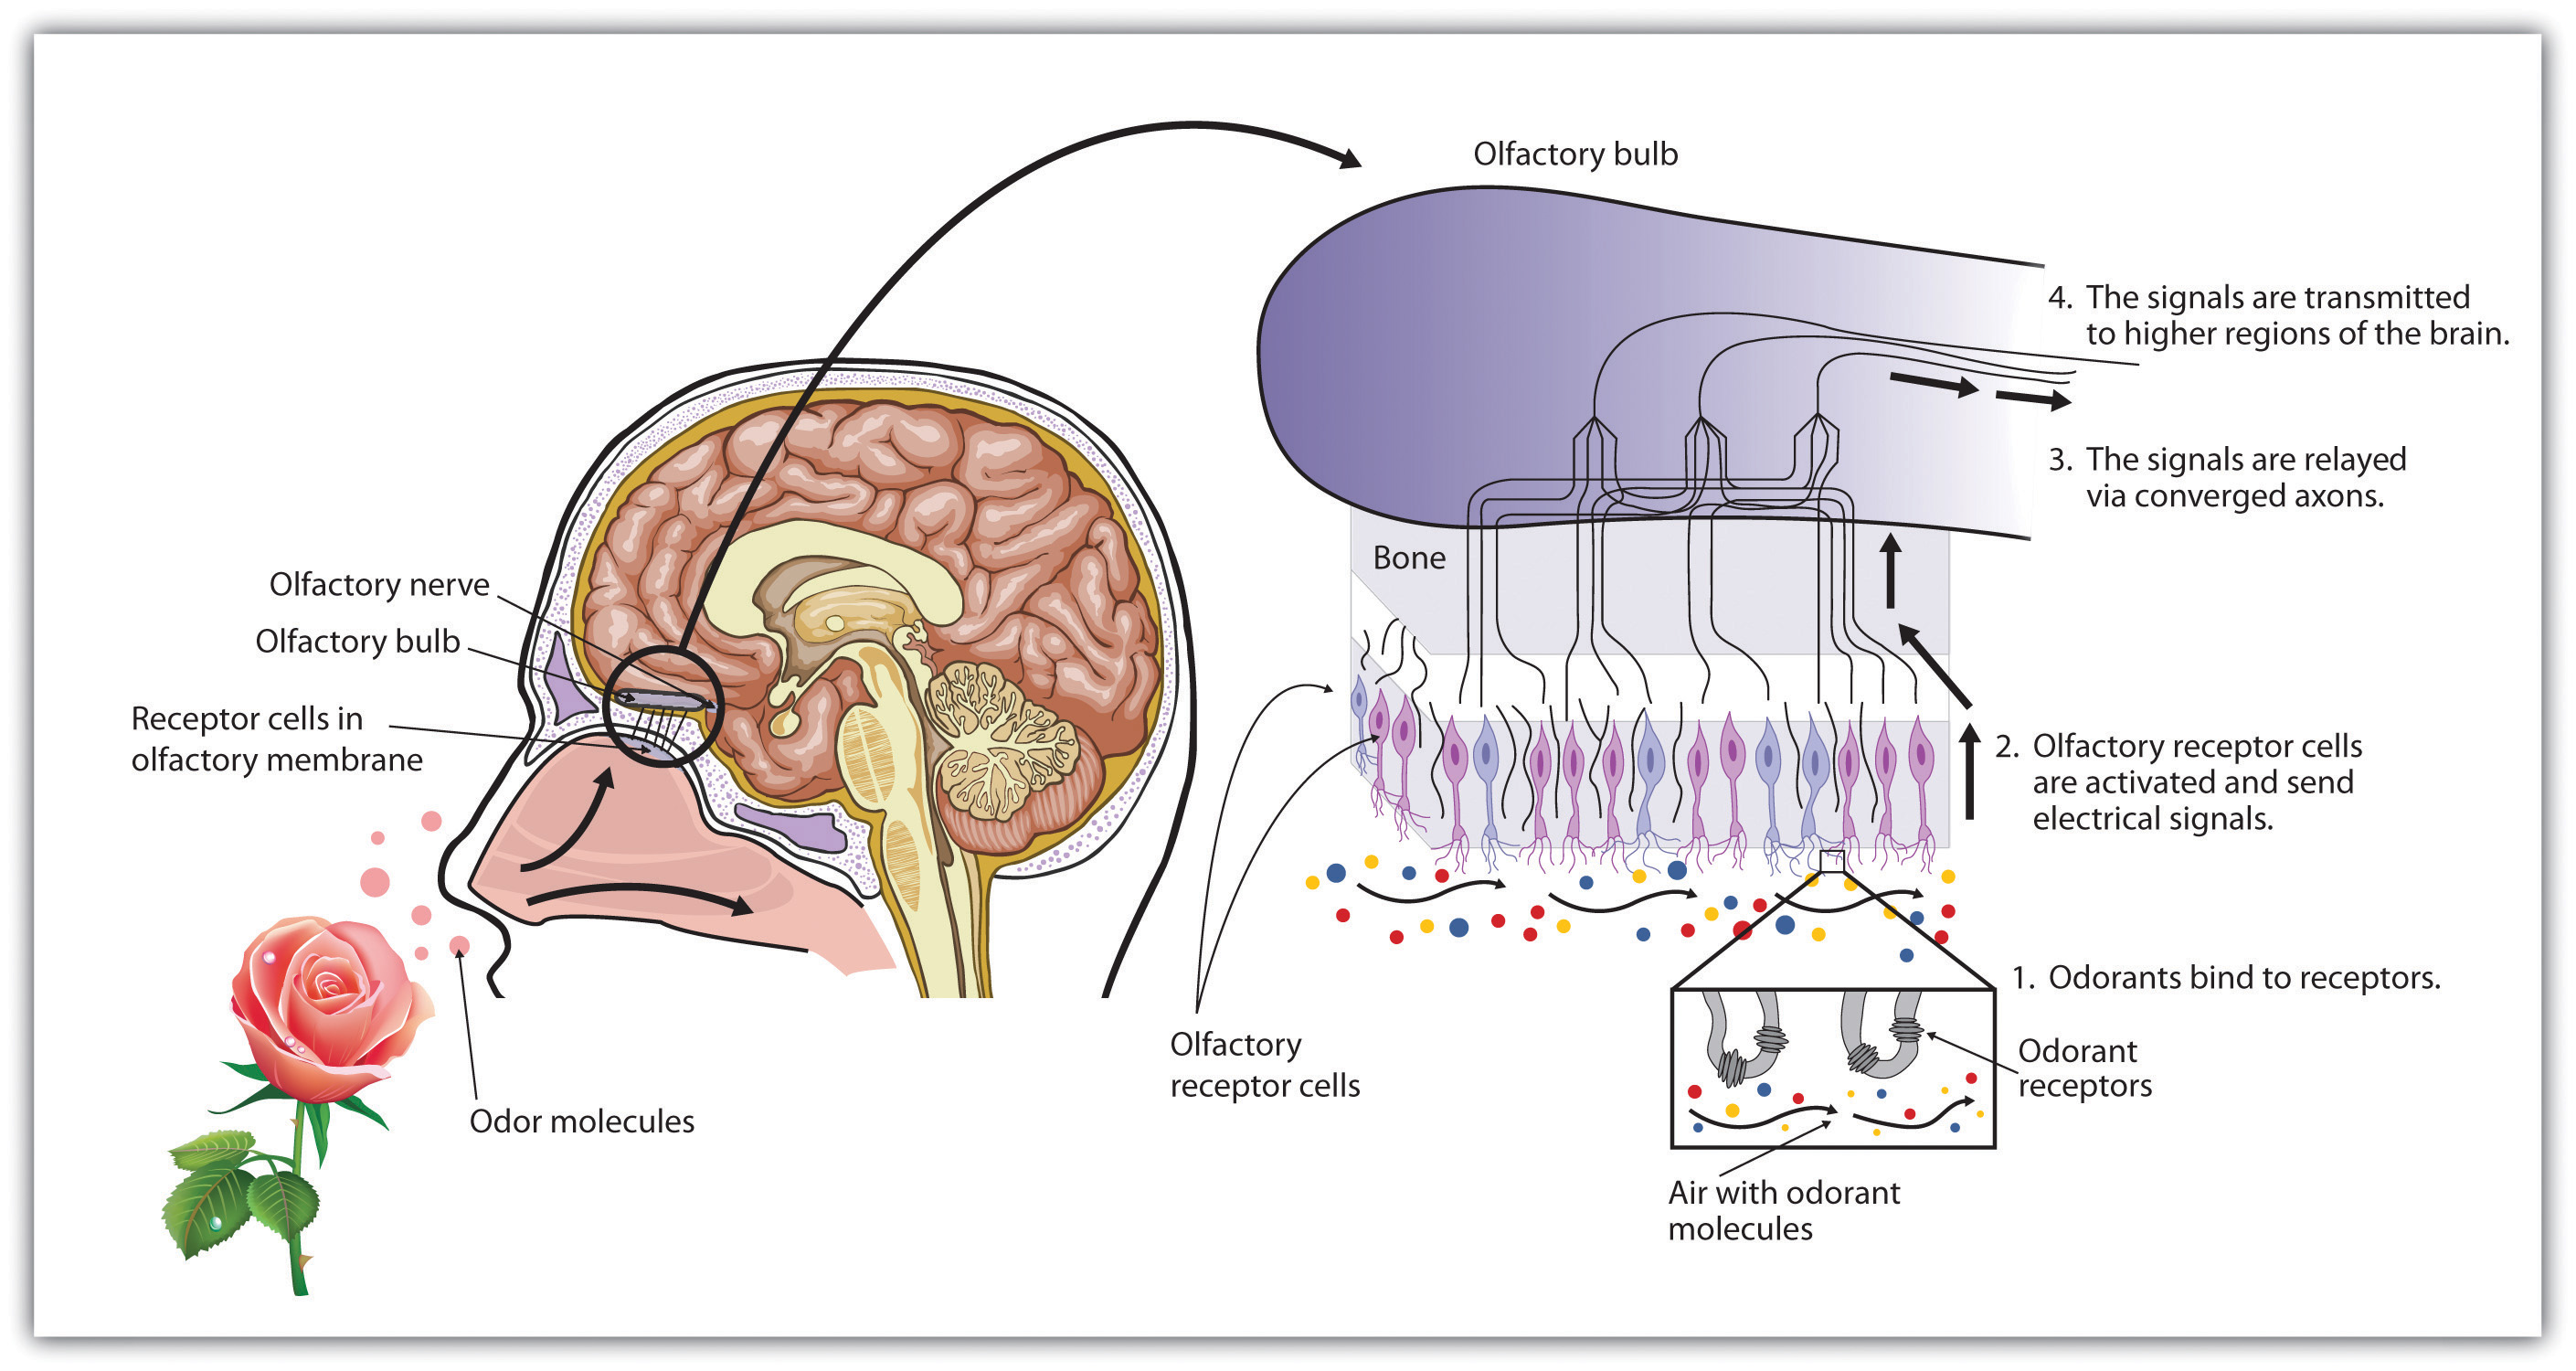 Olfactory nerve
Olfactory bulb
Receptor cells in
olfactory membrane
Odor molecules
Olfactory bulb
4. The signals are transmitted
to higher regions of the brain.
3. The signals are relayed
via converged axons.
Bone
2. Olfactory receptor cells
are activated and send
electrical signals.
1. Odorants bind to receptors.
Olfactory
receptor cells
Odorant
receptors
Air with odorant
molecules